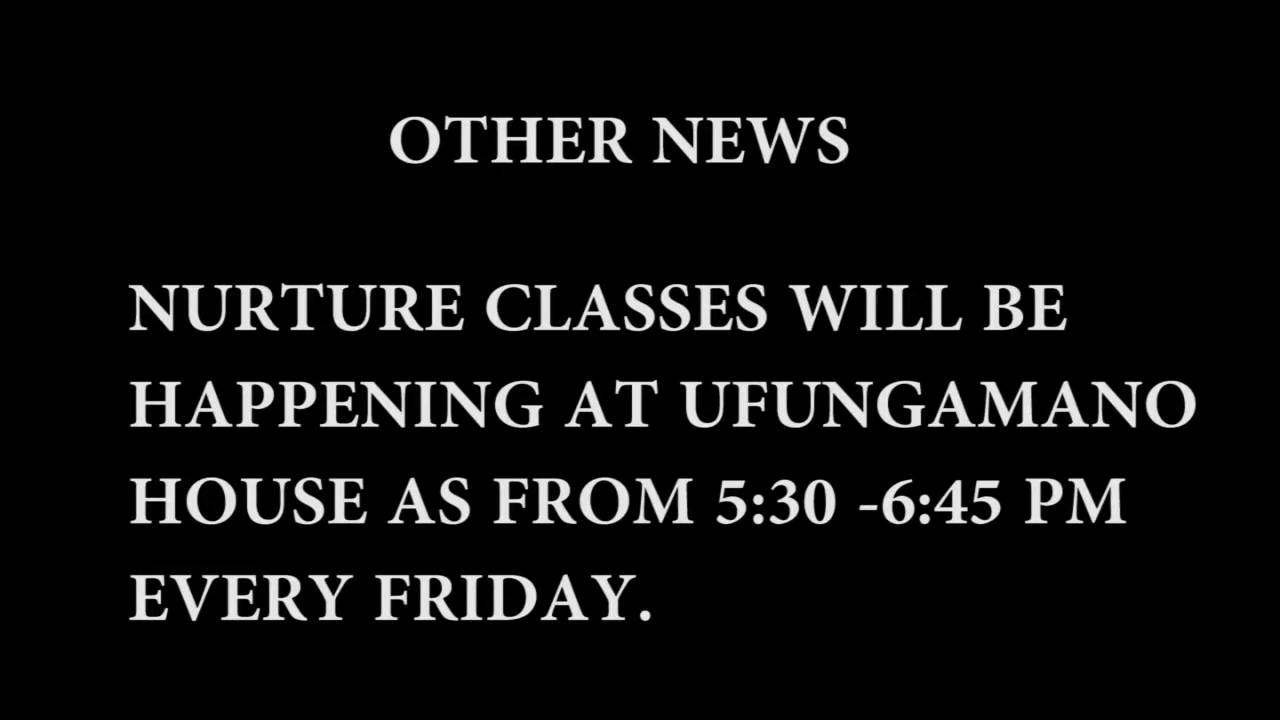 OTHER NEWS
NURTURE CLASSES WILL BE
HAPPENING AT UFUNGAMANO
HOUSE AS FROM 5:30 -6:45 PM
EVERY FRIDAY.